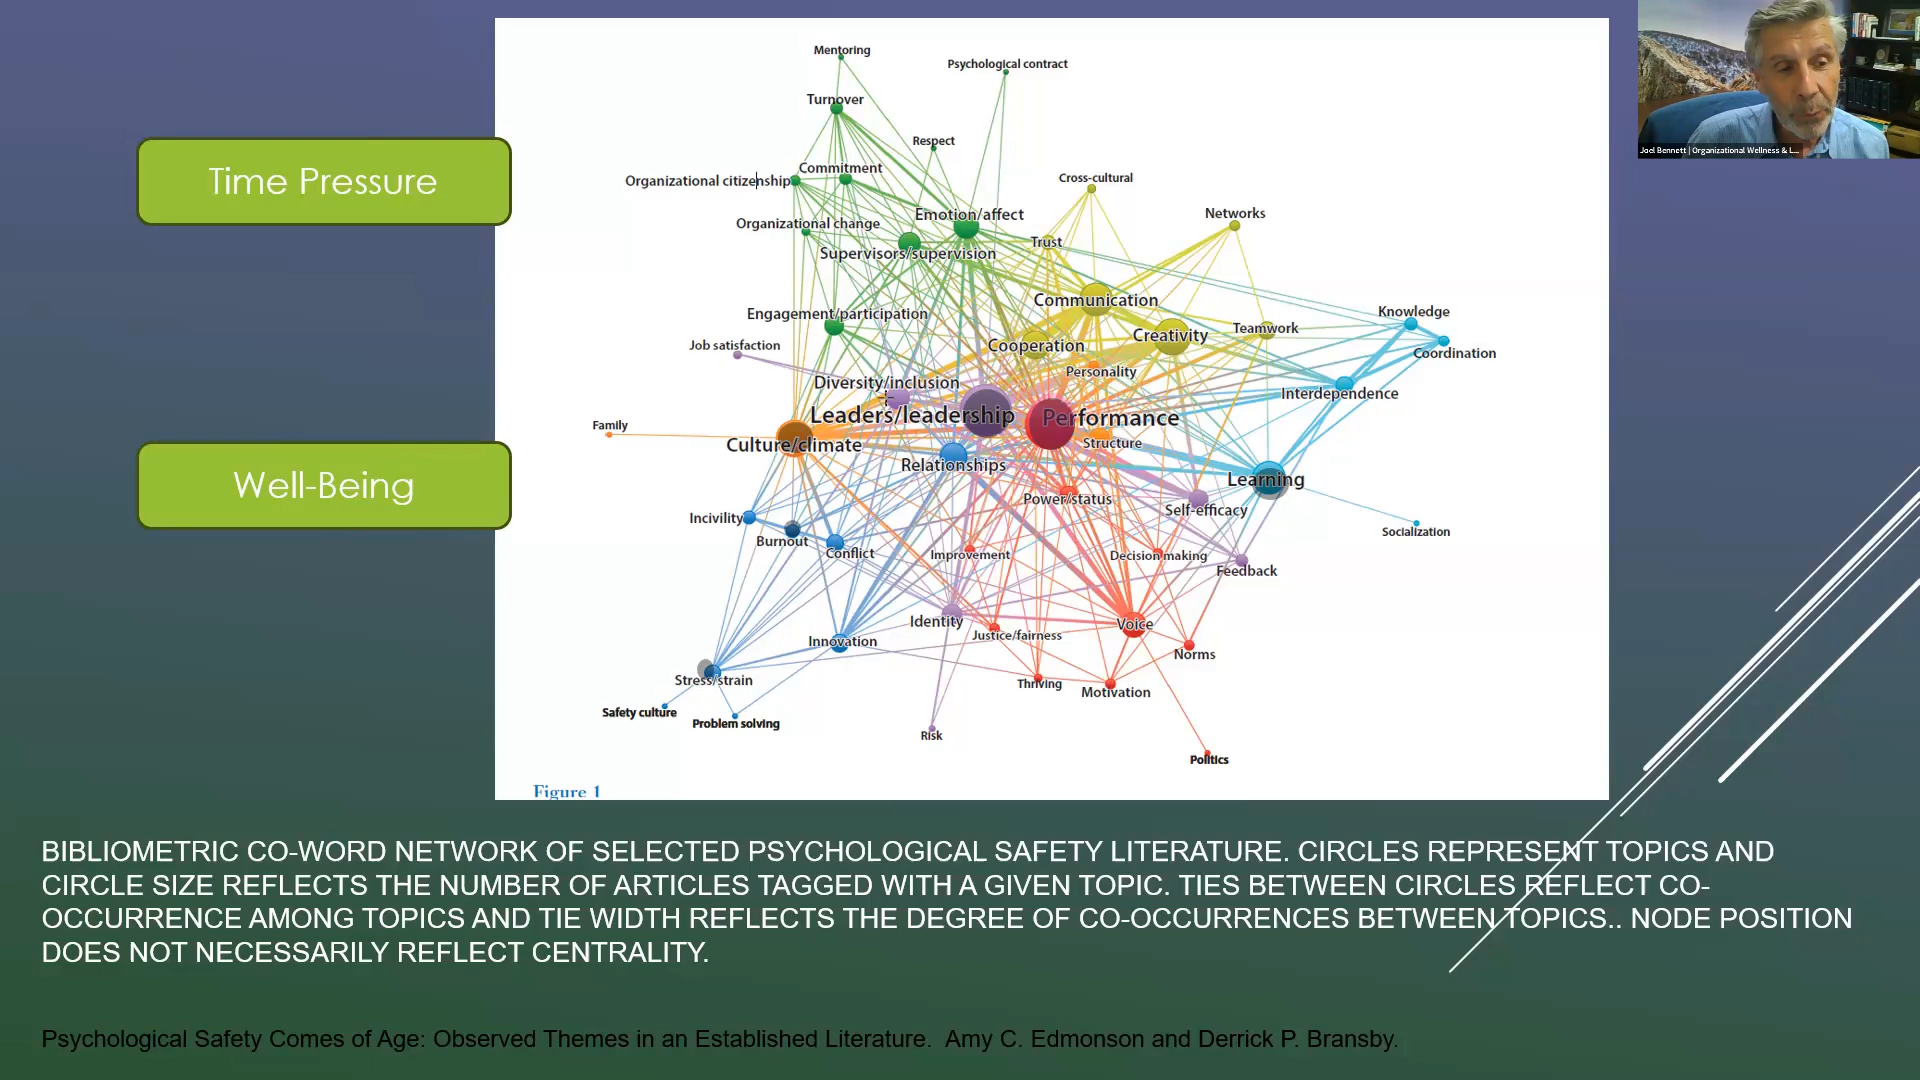 Mentoring
Psychological contract
Turnover
Respect
Commitment
Organizational citizenship
Cross-cultural
Emotion/affect
Networks
Organizational change
Trust
Supervisors/supervision
Communication
Knowledge
Engagement/participation
Teamwork
Creativity
Job satisfaction
Cooperation
Coordination
Personality
Diversity/inclusion
Interdependence
Leaders/leadership
Performance
Family
Culture/climate
Structure
Relationships
Learning
Power/status
Self-efficacy
Incivility
Socialization
Burnout
Conflict
Improvement
Decision making
Feedback
Identity
Voice
Innovation
Justice/fairness
Norms
Stress/strain
Thriving
Motivation
Safety culture
Problem solving
Risk
Politics
Figure 1
Time Pressure
Well-Being
Joel Bennett | Organizational Wellness & L...
BIBLIOMETRIC CO-WORD NETWORK OF SELECTED PSYCHOLOGICAL SAFETY LITERATURE. CIRCLES REPRESENT TOPICS AND
CIRCLE SIZE REFLECTS THE NUMBER OF ARTICLES TAGGED WITH A GIVEN TOPIC. TIES BETWEEN CIRCLES REFLECT CO-
OCCURRENCE AMONG TOPICS AND TIE WIDTH REFLECTS THE DEGREE OF CO-OCCURRENCES BETWEEN TOPICS.. NODE POSITION
DOES NOT NECESSARILY REFLECT CENTRALITY.
Psychological Safety Comes of Age: Observed Themes in an Established Literature. Amy C. Edmonson and Derrick P. Bransby.